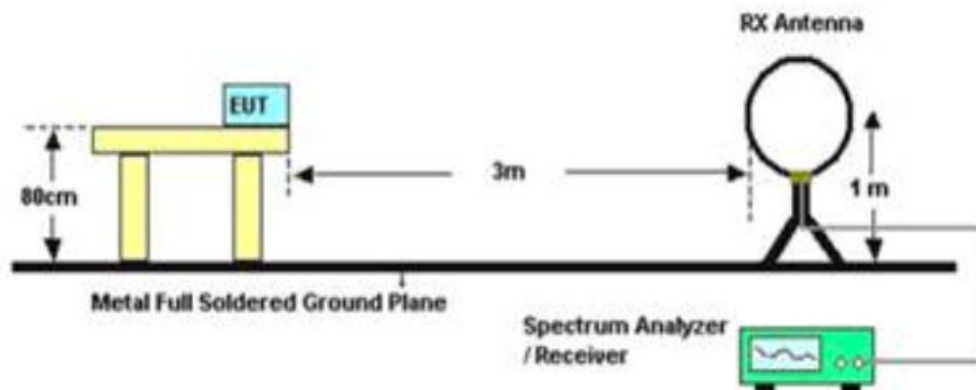 RX Antenna
EUT
80cm
3m
1 m
Metal Full Soldered Ground Plane
Spectrum Analyzer
/ Receiver